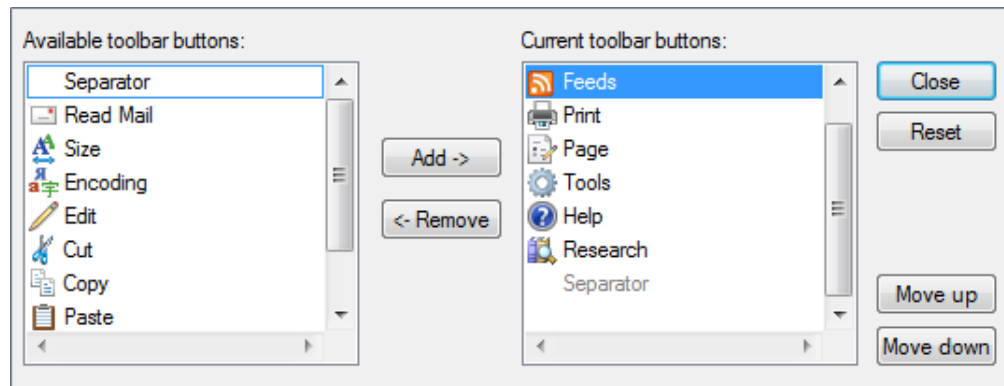 Available toolbar buttons:
Separator
Read Mail
Size
Encoding
Edit
Cut
Copy
Paste
Add ->
<- Remove
Current toolbar buttons:
Feeds
Print
Page
Tools
Help
Research
Separator
Close
Reset
Move up
Move down